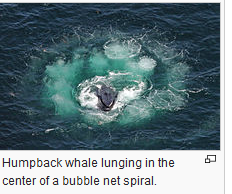 Humpback whale lunging in the
center of a bubble net spiral.